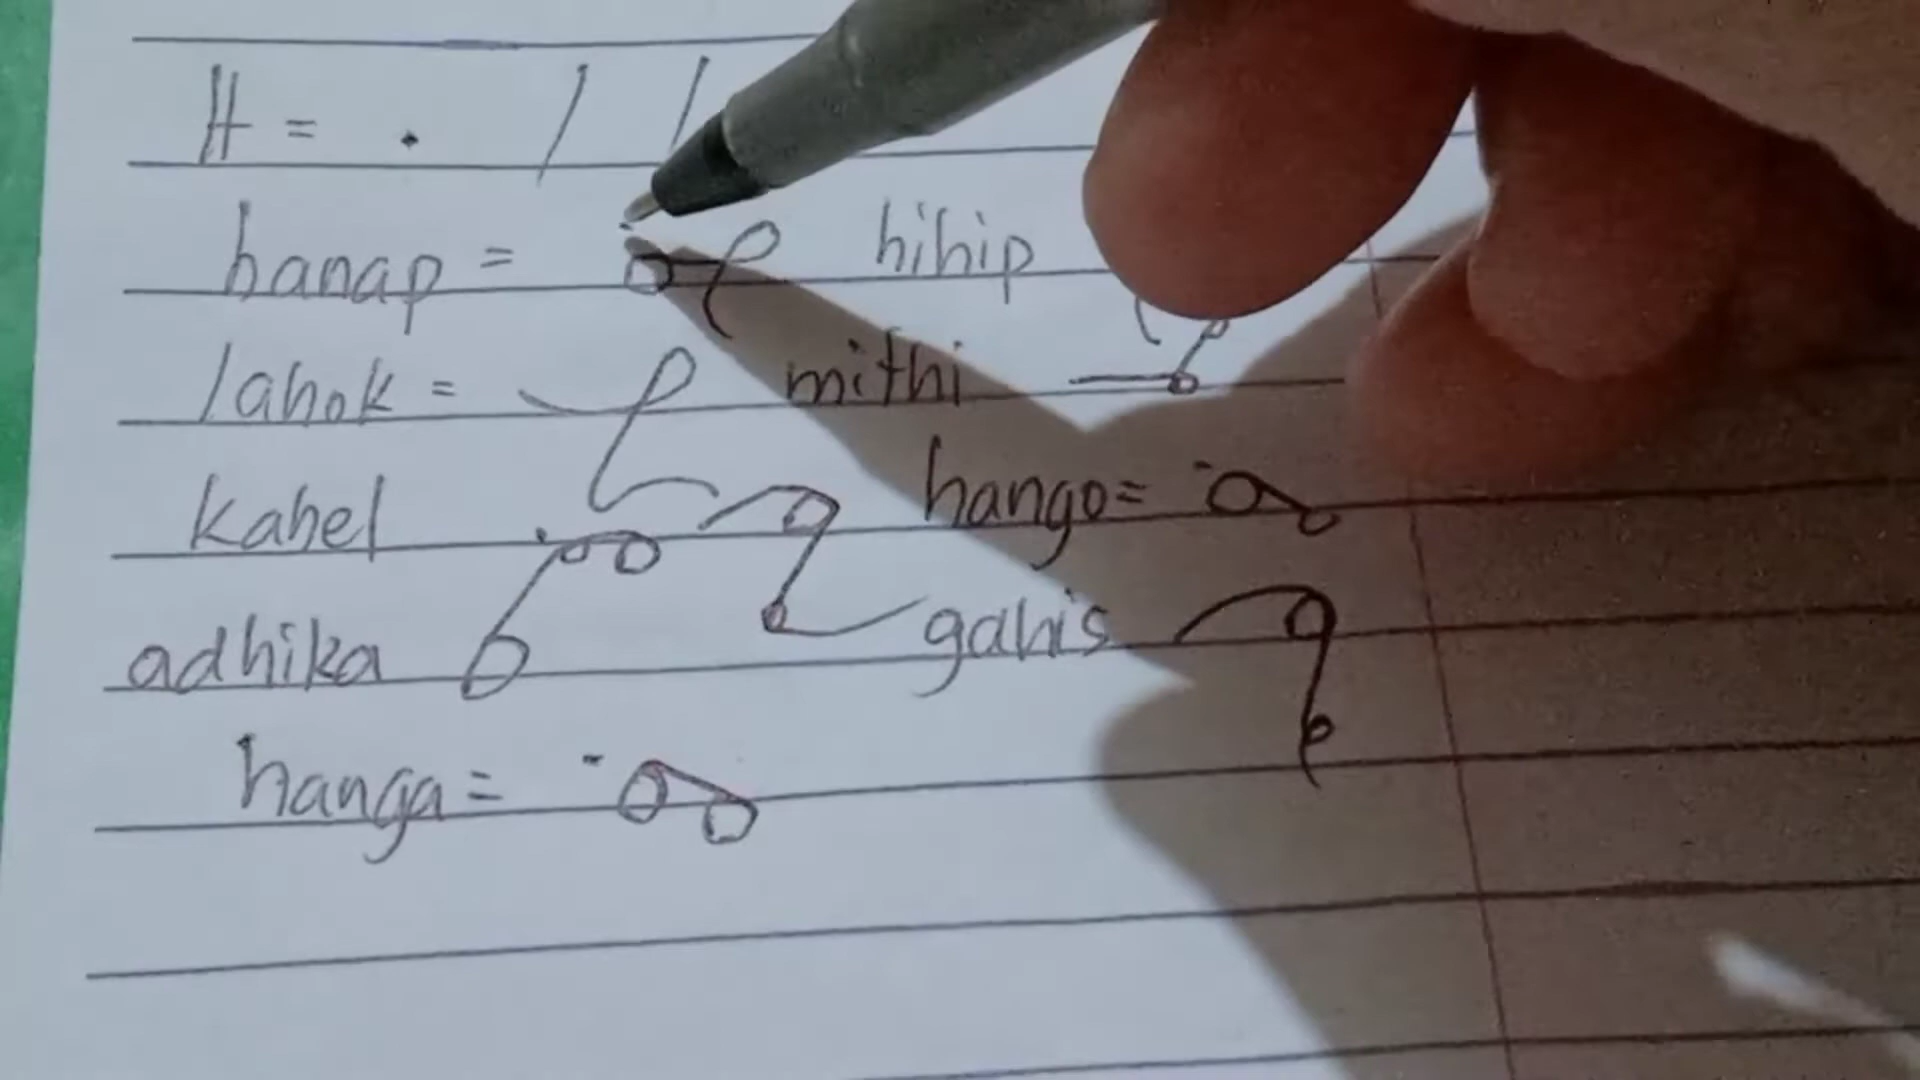 H = . / /
hanap = hihip
lahok = mithi
kahel hango=
adhika gahis
hanga=